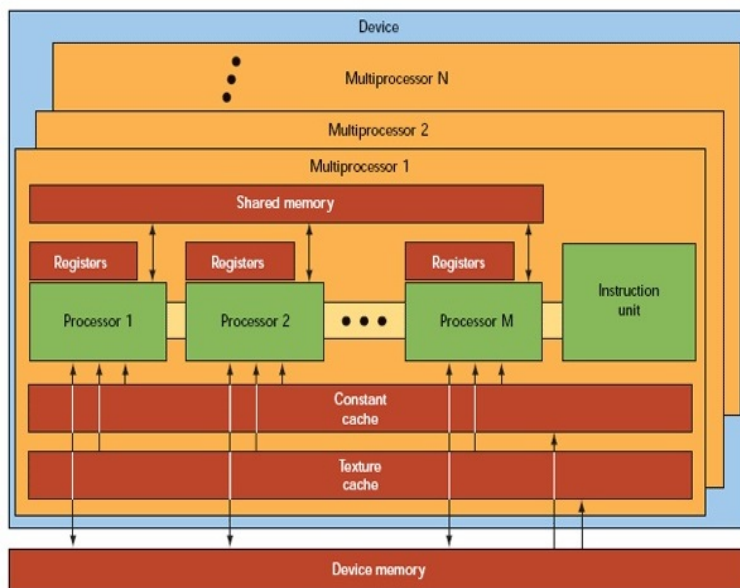 Device
Multiprocessor N
Multiprocessor 2
Multiprocessor 1
Shared memory
Registers
Registers
Registers
Processor 1
Processor 2
Processor M
Instruction
unit
Constant
cache
Texture
cache
Device memory